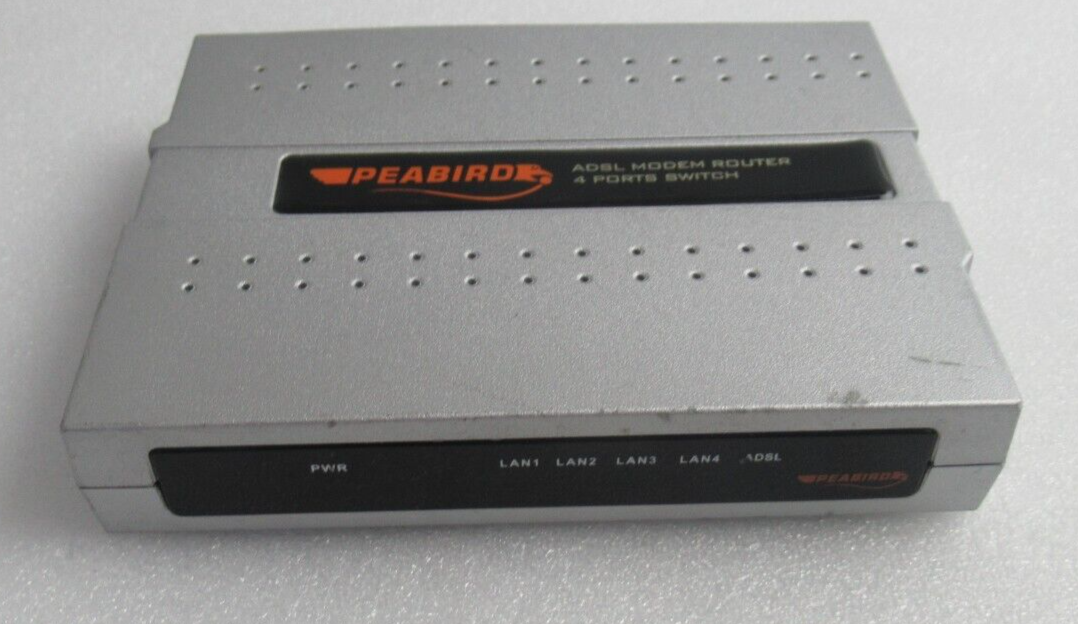 PEABIRD
ADSL MODEM ROUTER
4 PORTS SWITCH
PWR LAN1 LAN2 LAN3 LAN4 ADSL
PEABIRD